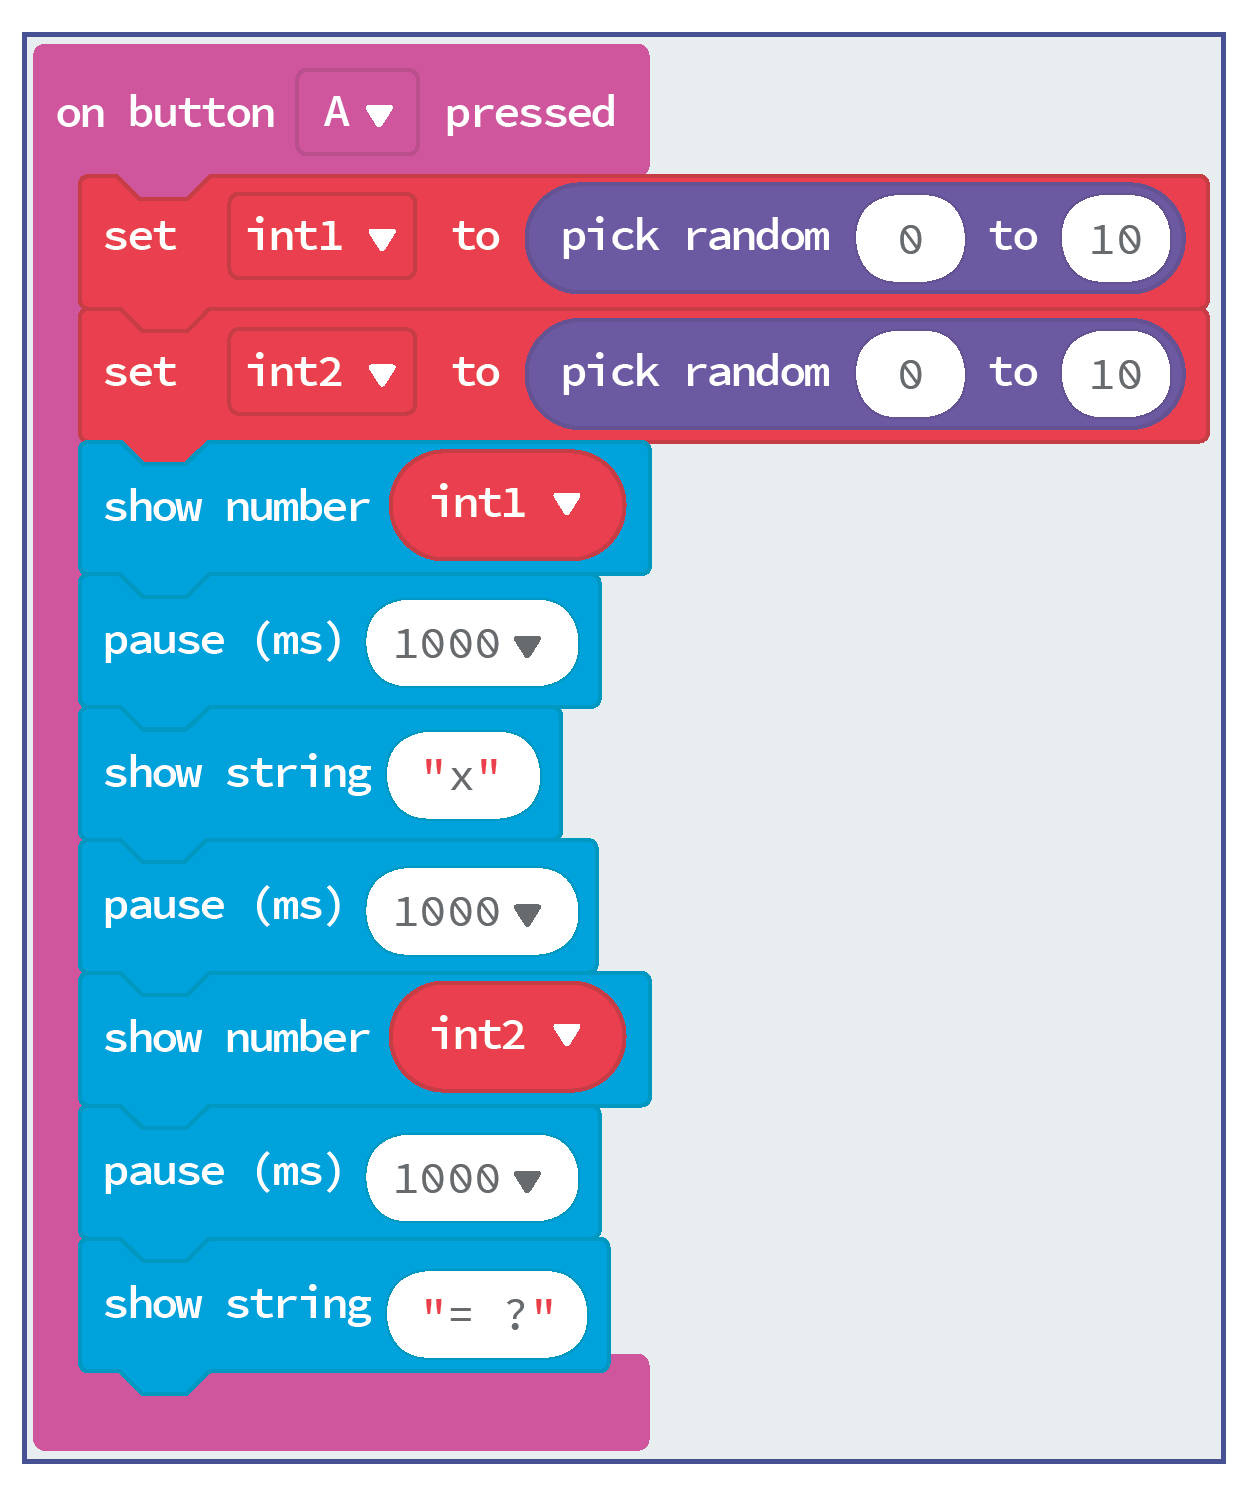 on button A pressed
set int1 to pick random 0 to 10
set int2 to pick random 0 to 10
show number int1
pause (ms) 1000
show string "x"
pause (ms) 1000
show number int2
pause (ms) 1000
show string "= ?"